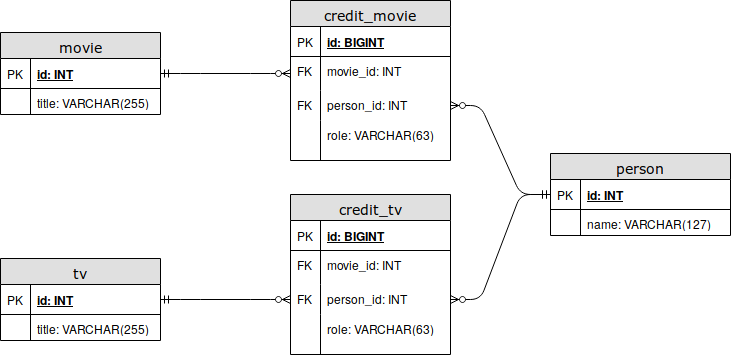 movie
PK id: INT
title: VARCHAR(255)
credit_movie
PK id: BIGINT
FK movie_id: INT
FK person_id: INT
role: VARCHAR(63)
person
PK id: INT
name: VARCHAR(127)
credit_tv
PK id: BIGINT
FK movie_id: INT
FK person_id: INT
role: VARCHAR(63)
tv
PK id: INT
title: VARCHAR(255)